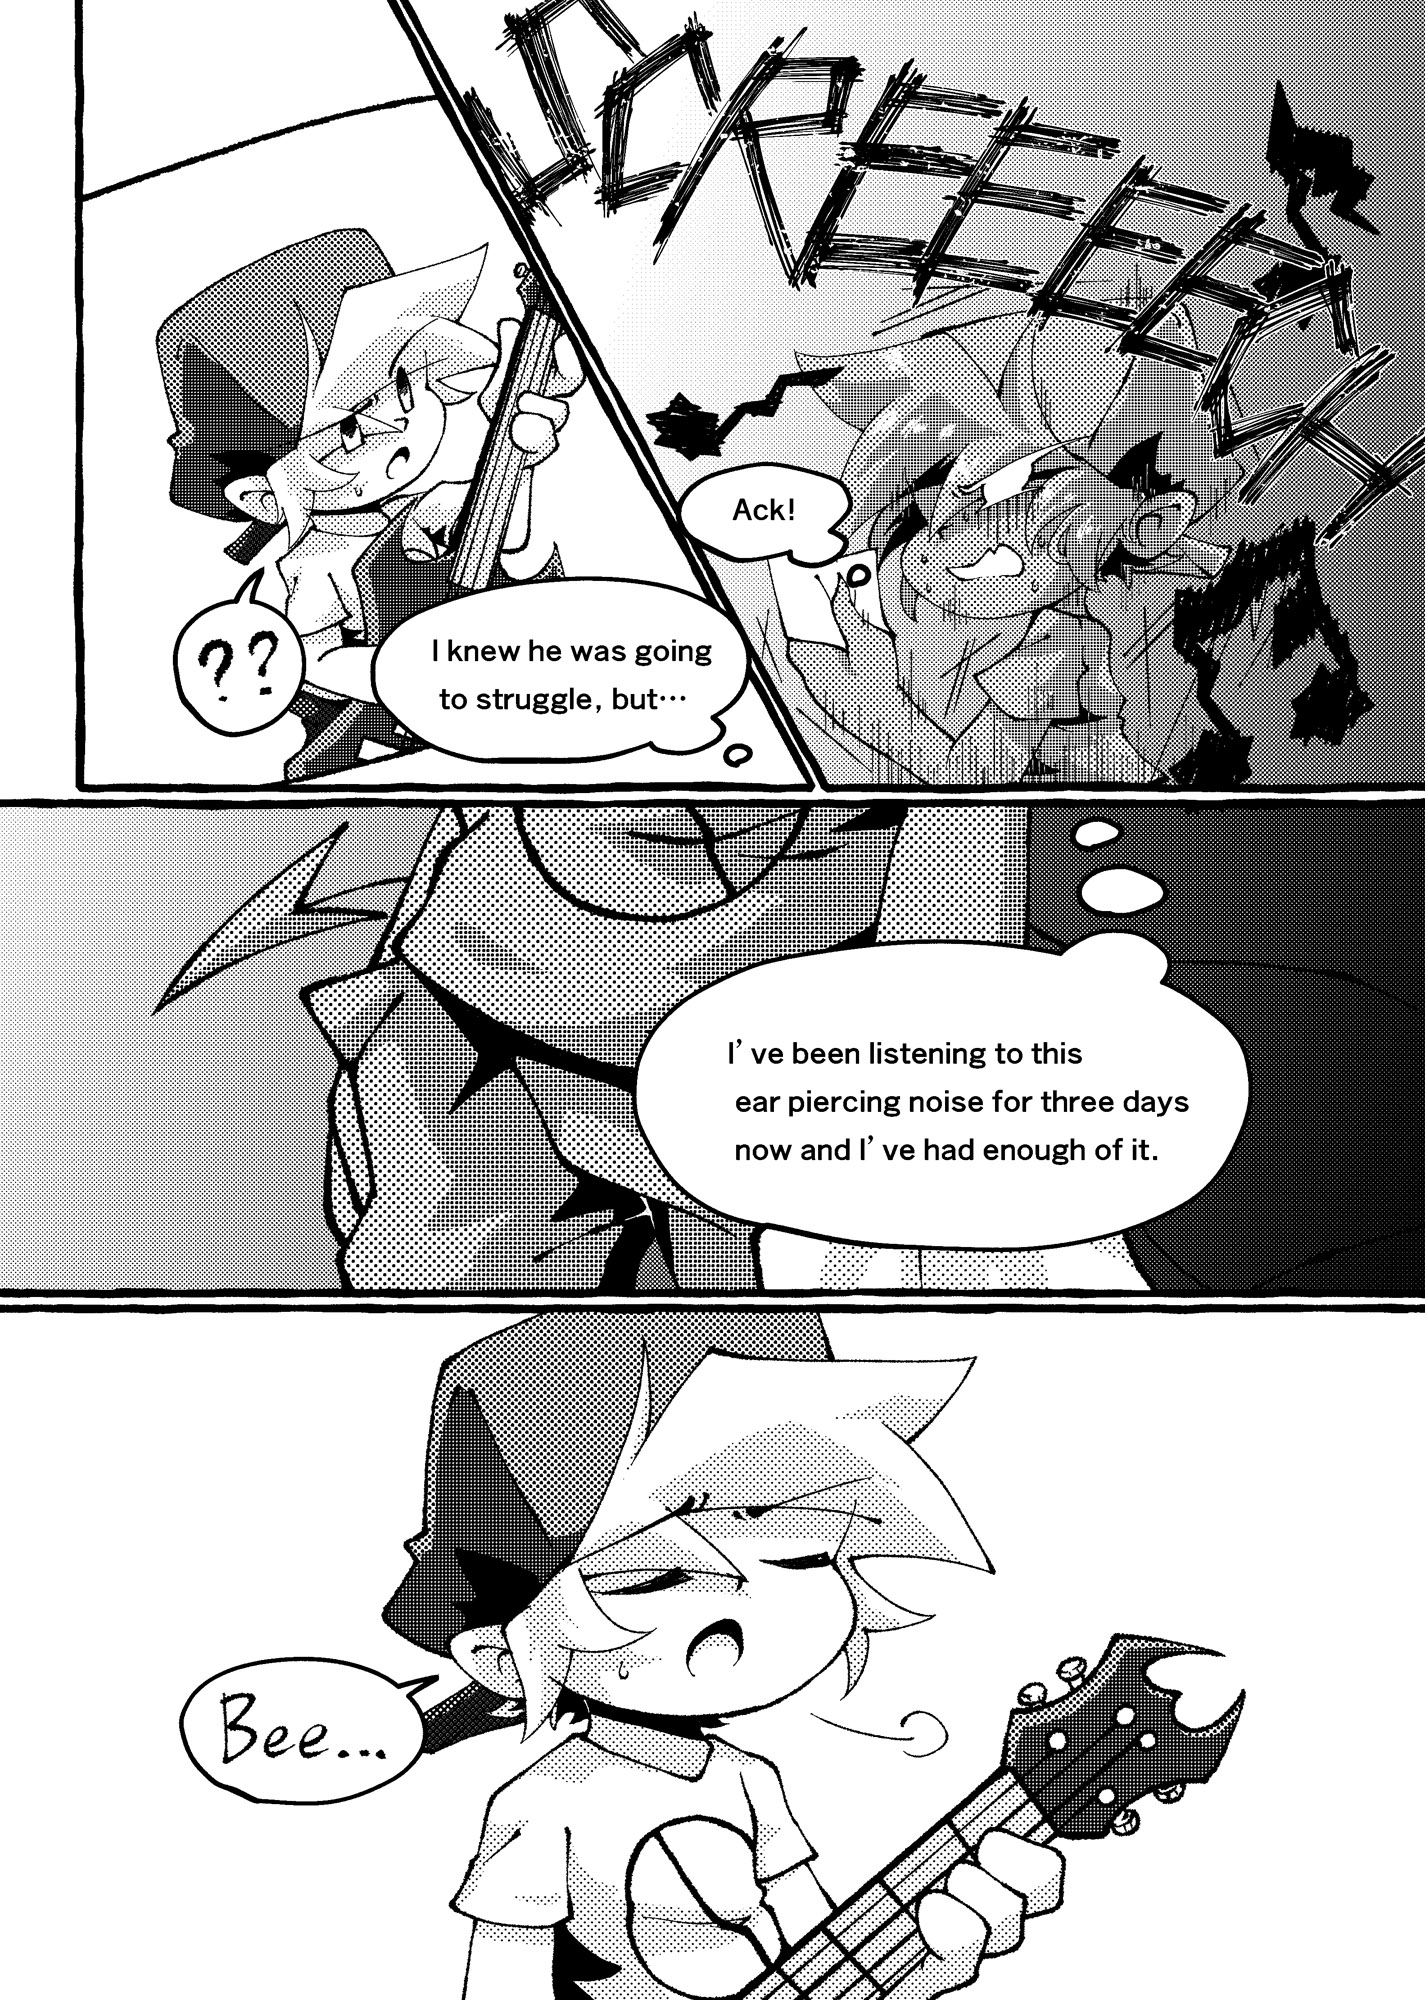 SCREEEECH
Ack!
I knew he was going
to struggle, but…
??
I've been listening to this
ear piercing noise for three days
now and I've had enough of it.
Bee...